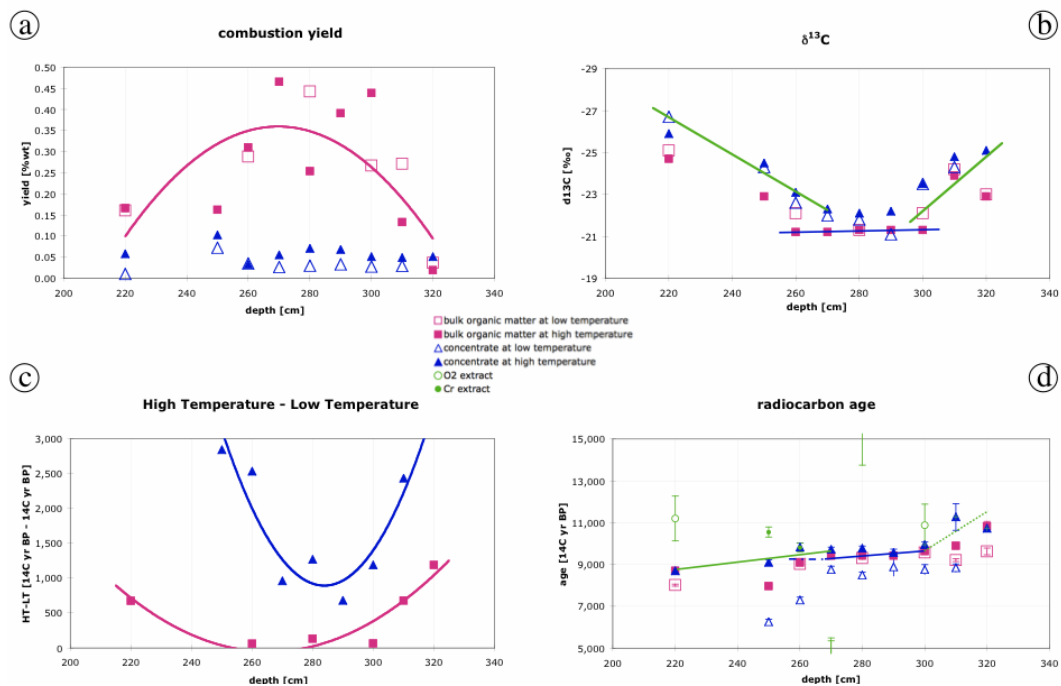 a
combustion yield
yield [%wt]
0.50
0.45
0.40
0.35
0.30
0.25
0.20
0.15
0.10
0.05
0.00
200 220 240 260 280 300 320 340
depth [cm]
b
δ¹³C
d13C [‰]
-29
-27
-25
-23
-21
-19
200 220 240 260 280 300 320 340
depth [cm]
bulk organic matter at low temperature
bulk organic matter at high temperature
concentrate at low temperature
concentrate at high temperature
O2 extract
Cr extract
c
High Temperature - Low Temperature
HT-LT [14C yr BP - 14C yr BP]
3,000
2,500
2,000
1,500
1,000
500
0
200 220 240 260 280 300 320 340
depth [cm]
d
radiocarbon age
age [14C yr BP]
15,000
13,000
11,000
9,000
7,000
5,000
200 220 240 260 280 300 320 340
depth [cm]